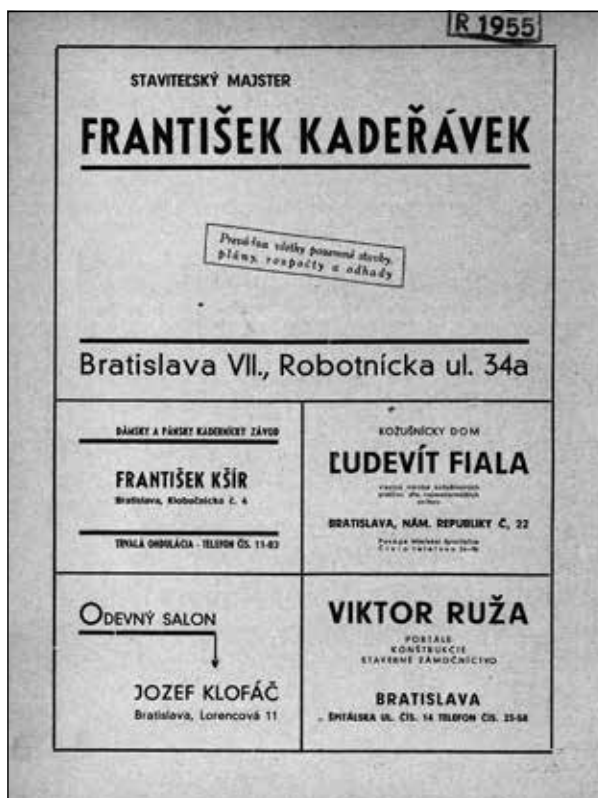 R 1955
STAVITEĽSKÝ MAJSTER
FRANTIŠEK KADEŘÁVEK
Prevádza všetky pozemné stavby,
plány, rozpočty a odhady
Bratislava VII., Robotnícka ul. 34a
DÁMSKY A PÁNSKY KADERNÍCKY ZÁVOD
FRANTIŠEK KŠÍR
Bratislava, Klobučnícka č. 4
TRVALÁ ONDULÁCIA - TELEFON ČÍS. 11-83
KOŽUŠNÍCKY DOM
ĽUDEVÍT FIALA
BRATISLAVA, NÁM. REPUBLIKY Č, 22
ODEVNÝ SALON
JOZEF KLOFÁČ
Bratislava, Lorencová 11
VIKTOR RUŽA
PORTÁLE
KONŠTRUKCIE
STAVEBNÉ ZÁMOČNÍCTVO
BRATISLAVA
ŠPITÁLSKA UL. ČÍS. 14 TELEFON ČÍS. 25-58